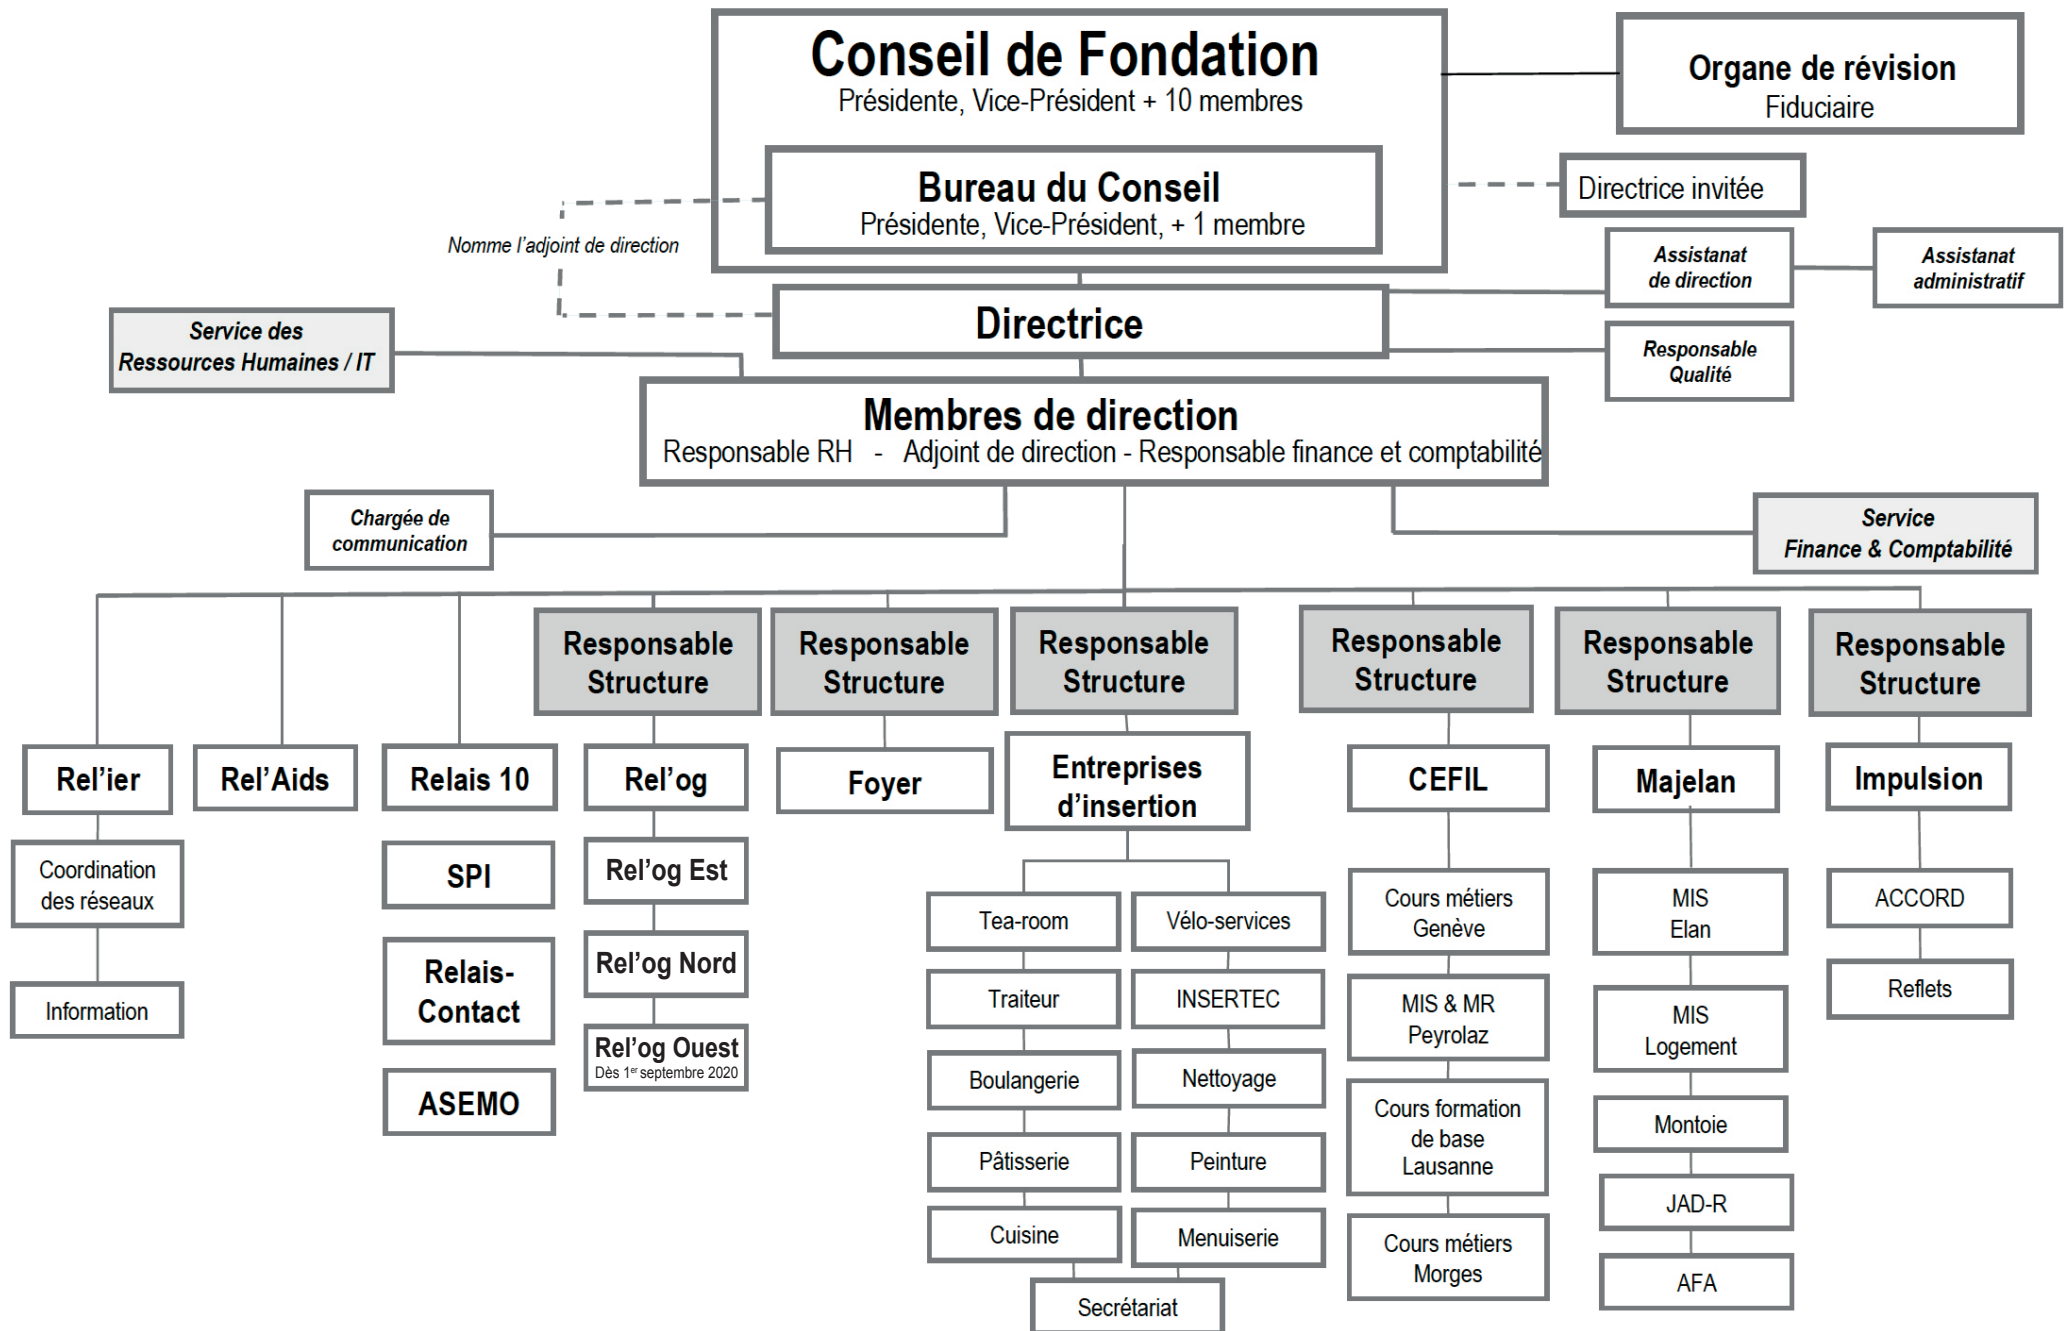 Conseil de Fondation
Présidente, Vice-Président + 10 membres
Organe de révision
Fiduciaire
Bureau du Conseil
Présidente, Vice-Président, + 1 membre
Directrice invitée
Nomme l’adjoint de direction
Assistanat
de direction
Assistanat
administratif
Directrice
Service des
Ressources Humaines / IT
Responsable
Qualité
Membres de direction
Responsable RH - Adjoint de direction - Responsable finance et comptabilité
Chargée de
communication
Service
Finance & Comptabilité
Responsable
Structure
Responsable
Structure
Responsable
Structure
Responsable
Structure
Responsable
Structure
Responsable
Structure
Rel’ier
Coordination
des réseaux
Information
Rel’Aids
Relais 10
SPI
Relais-
Contact
ASEMO
Rel’og
Rel’og Est
Rel’og Nord
Rel’og Ouest
Dès 1er septembre 2020
Foyer
Entreprises
d’insertion
Tea-room
Traiteur
Boulangerie
Pâtisserie
Cuisine
Vélo-services
INSERTEC
Nettoyage
Peinture
Menuiserie
Secrétariat
CEFIL
Cours métiers
Genève
MIS & MR
Peyrolaz
Cours formation
de base
Lausanne
Cours métiers
Morges
Majelan
MIS
Elan
MIS
Logement
Montoie
JAD-R
AFA
Impulsion
ACCORD
Reflets